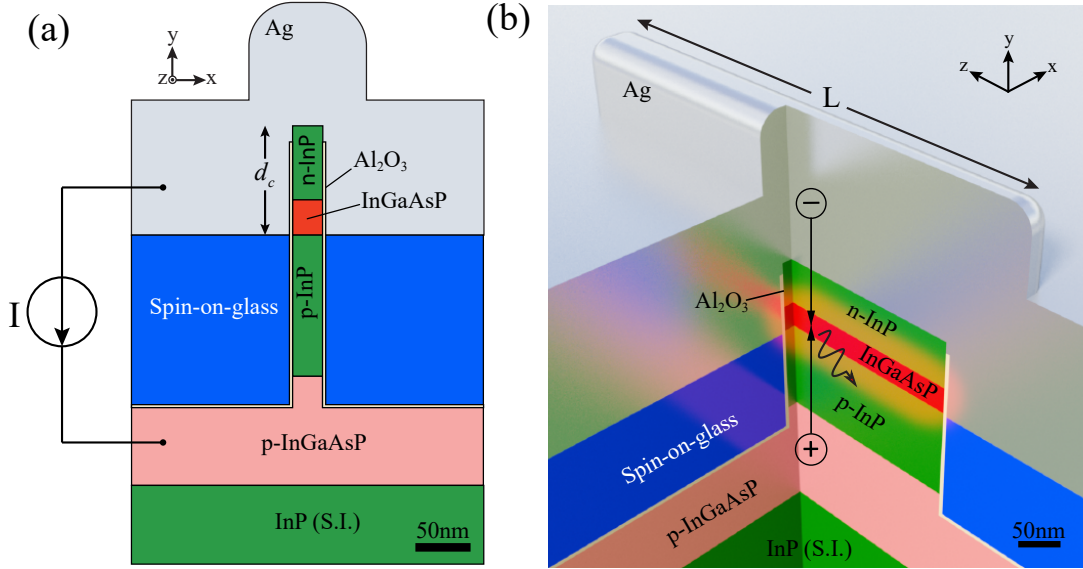 (a)
Ag
y
z
x
d_c
n-InP
Al₂O₃
InGaAsP
I
Spin-on-glass
p-InP
p-InGaAsP
InP (S.I.)
50nm
(b)
Ag
L
y
z
x
−
Al₂O₃
n-InP
InGaAsP
p-InP
Spin-on-glass
+
p-InGaAsP
InP (S.I.)
50nm